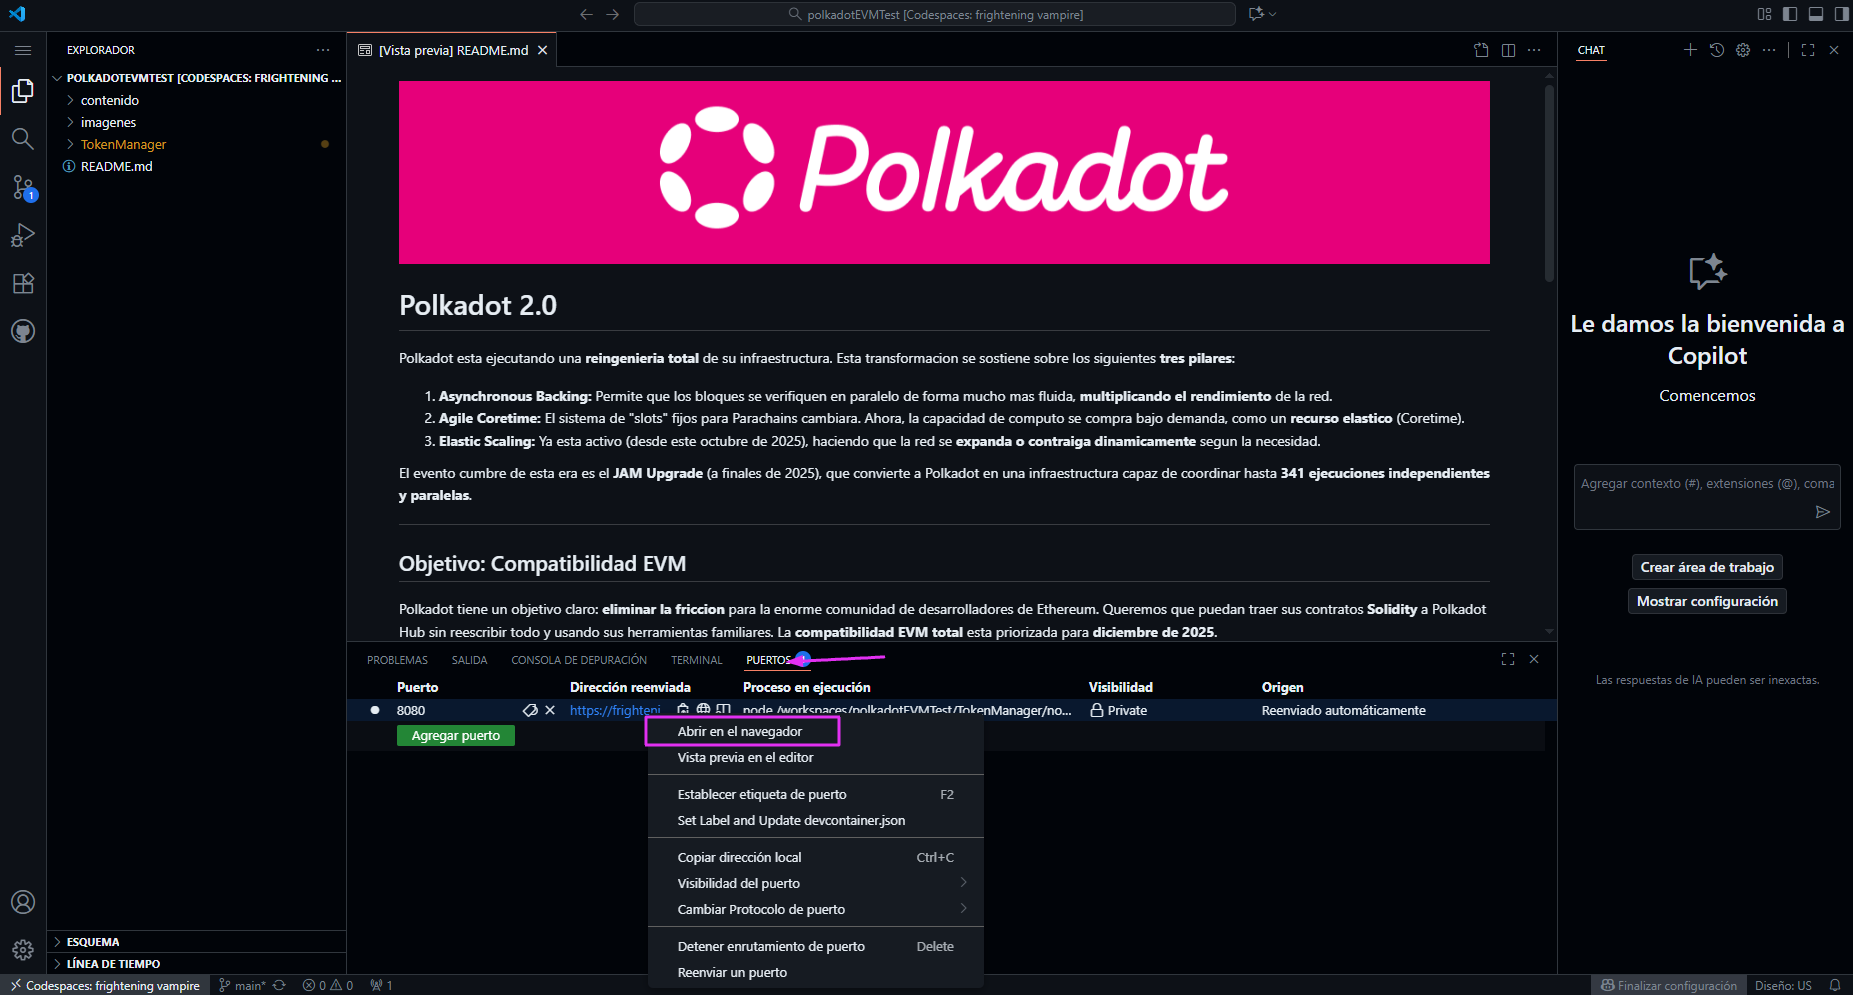 polkadotEVMTest [Codespaces: frightening vampire]
EXPLORADOR
POLKADOTEVMTEST [CODESPACES: FRIGHTENING ...
contenido
imagenes
TokenManager
README.md
1
[Vista previa] README.md
Polkadot
Polkadot 2.0
Polkadot esta ejecutando una reingenieria total de su infraestructura. Esta transformacion se sostiene sobre los siguientes tres pilares:
1. Asynchronous Backing: Permite que los bloques se verifiquen en paralelo de forma mucho mas fluida, multiplicando el rendimiento de la red.
2. Agile Coretime: El sistema de "slots" fijos para Parachains cambiara. Ahora, la capacidad de computo se compra bajo demanda, como un recurso elastico (Coretime).
3. Elastic Scaling: Ya esta activo (desde este octubre de 2025), haciendo que la red se expanda o contraiga dinamicamente segun la necesidad.
El evento cumbre de esta era es el JAM Upgrade (a finales de 2025), que convierte a Polkadot en una infraestructura capaz de coordinar hasta 341 ejecuciones independientes
y paralelas.
Objetivo: Compatibilidad EVM
Polkadot tiene un objetivo claro: eliminar la friccion para la enorme comunidad de desarrolladores de Ethereum. Queremos que puedan traer sus contratos Solidity a Polkadot
Hub sin reescribir todo y usando sus herramientas familiares. La compatibilidad EVM total esta priorizada para diciembre de 2025.
PROBLEMAS SALIDA CONSOLA DE DEPURACIÓN TERMINAL PUERTOS
Puerto Dirección reenviada Proceso en ejecución Visibilidad Origen
8080 https://frighteni... node /workspaces/polkadotEVMTest/TokenManager/no... Private Reenviado automáticamente
Agregar puerto
Abrir en el navegador
Vista previa en el editor
Establecer etiqueta de puerto F2
Set Label and Update devcontainer.json
Copiar dirección local Ctrl+C
Visibilidad del puerto
Cambiar Protocolo de puerto
Detener enrutamiento de puerto Delete
Reenviar un puerto
CHAT
Le damos la bienvenida a
Copilot
Comencemos
Agregar contexto (#), extensiones (@), coma
Crear área de trabajo
Mostrar configuración
Las respuestas de IA pueden ser inexactas.
ESQUEMA
LÍNEA DE TIEMPO
Codespaces: frightening vampire main* 0 0 1 Finalizar configuración Diseño: US